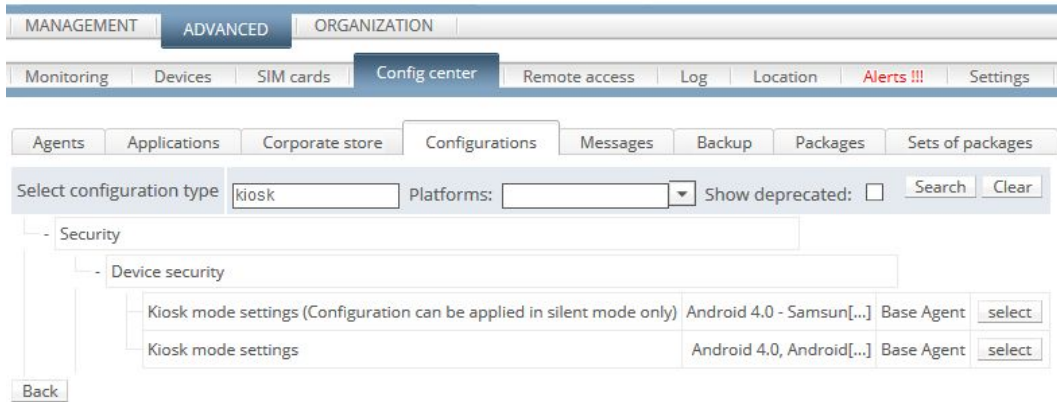 MANAGEMENT ADVANCED ORGANIZATION
Monitoring Devices SIM cards Config center Remote access Log Location Alerts !!! Settings
Agents Applications Corporate store Configurations Messages Backup Packages Sets of packages
Select configuration type kiosk Platforms: Show deprecated: Search Clear
- Security
- Device security
Kiosk mode settings (Configuration can be applied in silent mode only) Android 4.0 - Samsun[...] Base Agent select
Kiosk mode settings Android 4.0, Android[...] Base Agent select
Back